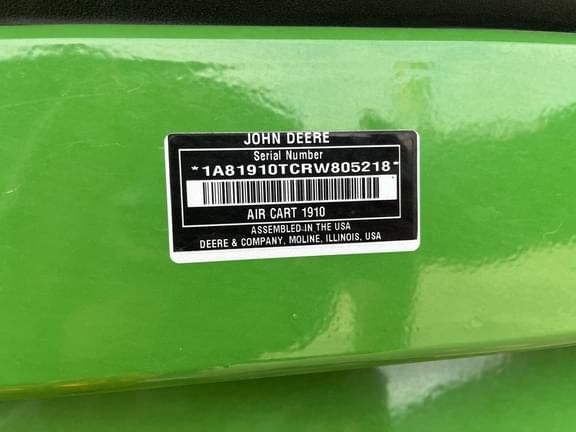 JOHN DEERE
Serial Number
*1A81910TCRW805218*
AIR CART 1910
ASSEMBLED IN THE USA
DEERE & COMPANY, MOLINE, ILLINOIS, USA